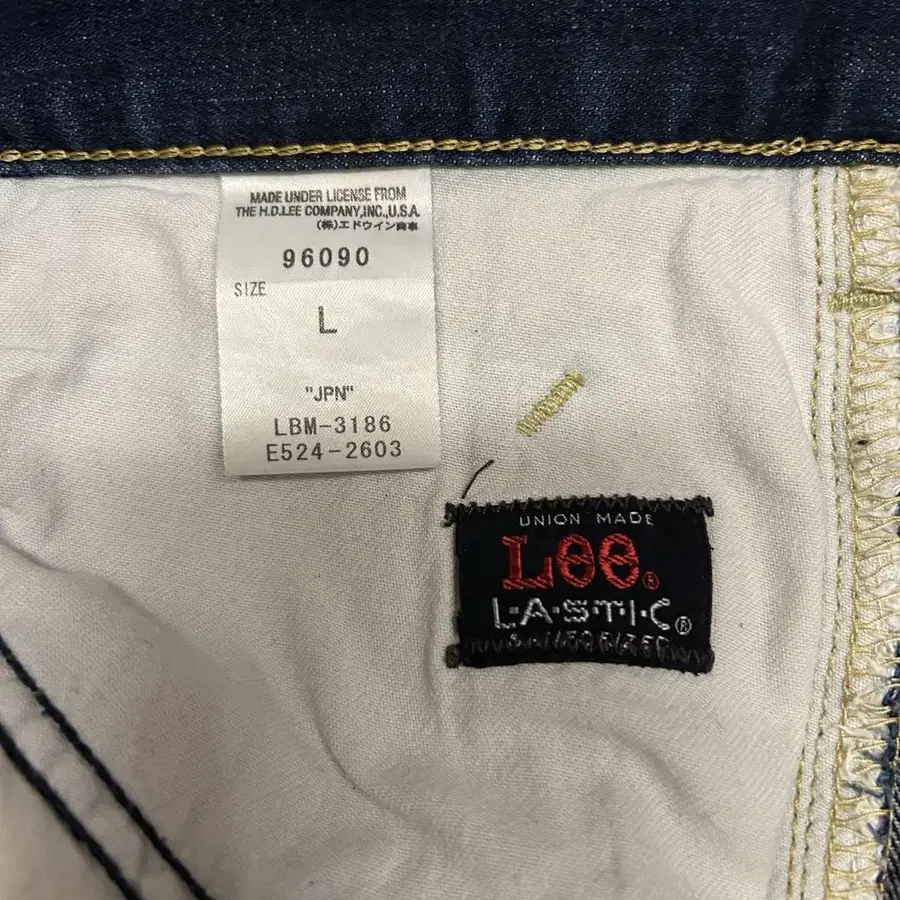 MADE UNDER LICENSE FROM
THE H.D.LEE COMPANY,INC.,U.S.A.
(株)エドウイン商事
96090
SIZE
L
"JPN"
LBM-3186
E524-2603
UNION MADE
Lee®
L·A·S·T·I·C®